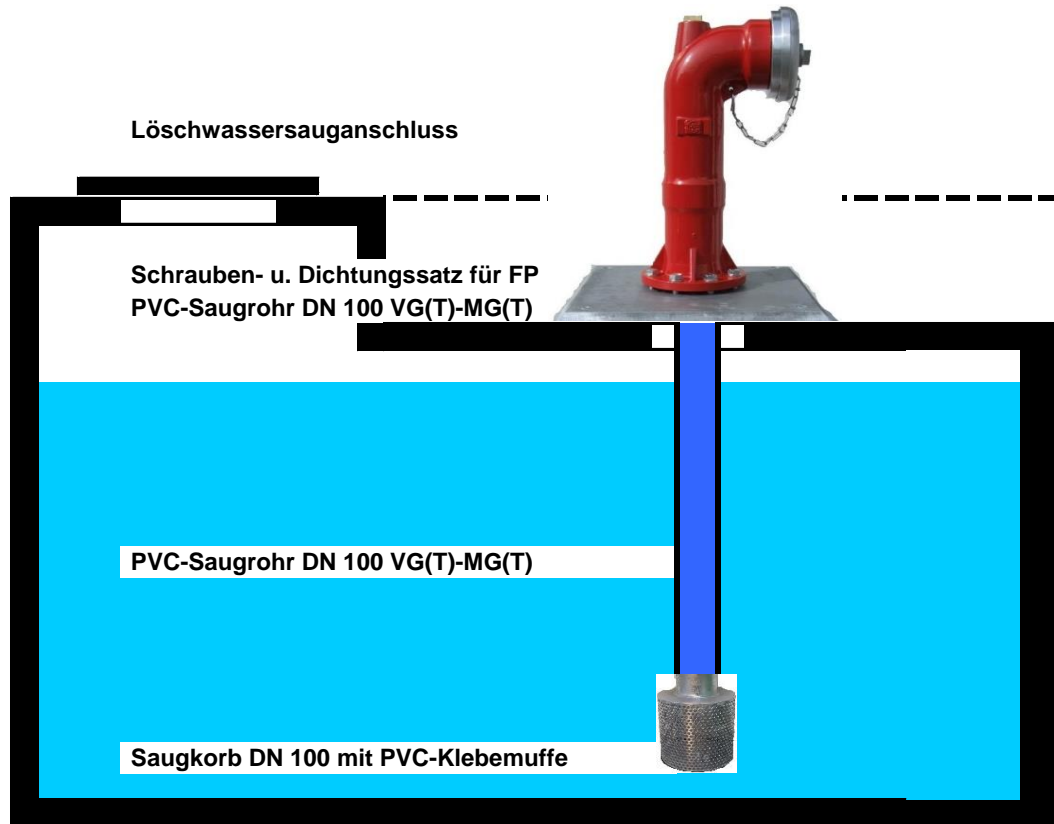 Löschwassersauganschluss
Schrauben- u. Dichtungssatz für FP
PVC-Saugrohr DN 100 VG(T)-MG(T)
PVC-Saugrohr DN 100 VG(T)-MG(T)
Saugkorb DN 100 mit PVC-Klebemuffe